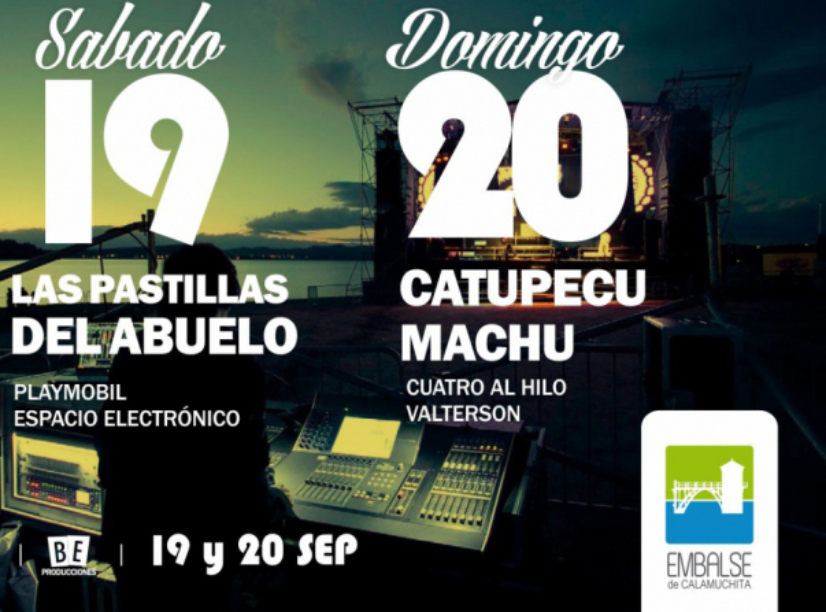 Sabado
19
LAS PASTILLAS
DEL ABUELO
PLAYMOBIL
ESPACIO ELECTRÓNICO
Domingo
20
CATUPECU
MACHU
CUATRO AL HILO
VALTERSON
BE
PRODUCCIONES
19 y 20 SEP
EMBALSE
de CALAMUCHITA